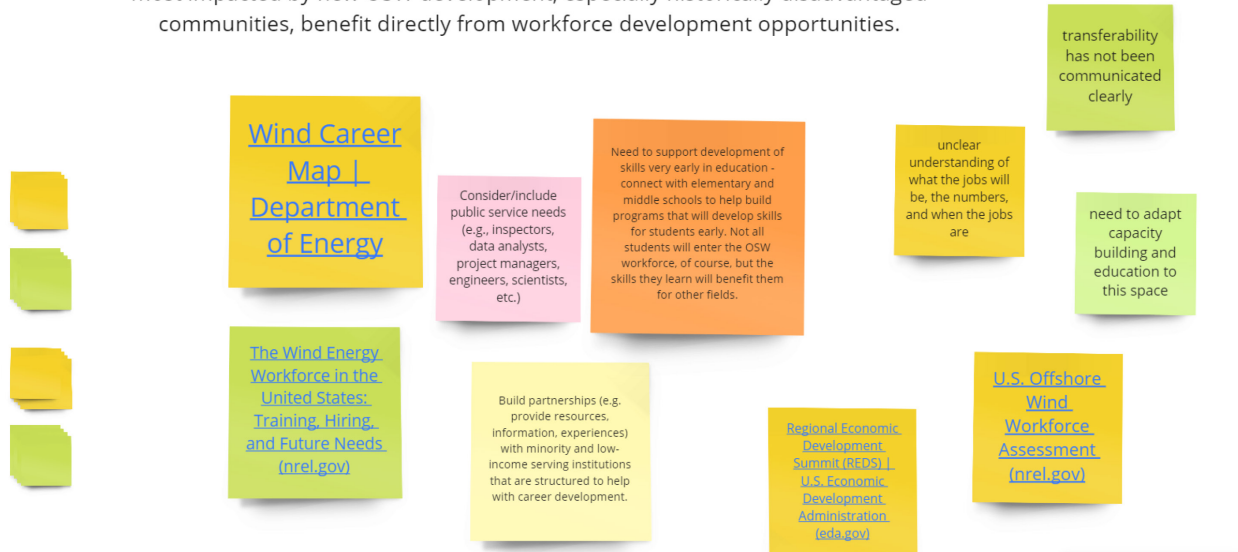 communities, benefit directly from workforce development opportunities.
transferability
has not been
communicated
clearly
Wind Career
Map |
Department
of Energy
Consider/include
public service needs
(e.g., inspectors,
data analysts,
project managers,
engineers, scientists,
etc.)
Need to support development of
skills very early in education -
connect with elementary and
middle schools to help build
programs that will develop skills
for students early. Not all
students will enter the OSW
workforce, of course, but the
skills they learn will benefit them
for other fields.
unclear
understanding of
what the jobs will
be, the numbers,
and when the jobs
are
need to adapt
capacity
building and
education to
this space
The Wind Energy
Workforce in the
United States:
Training, Hiring,
and Future Needs
(nrel.gov)
Build partnerships (e.g.
provide resources,
information, experiences)
with minority and low-
income serving institutions
that are structured to help
with career development.
Regional Economic
Development
Summit (REDS) |
U.S. Economic
Development
Administration
(eda.gov)
U.S. Offshore
Wind
Workforce
Assessment
(nrel.gov)